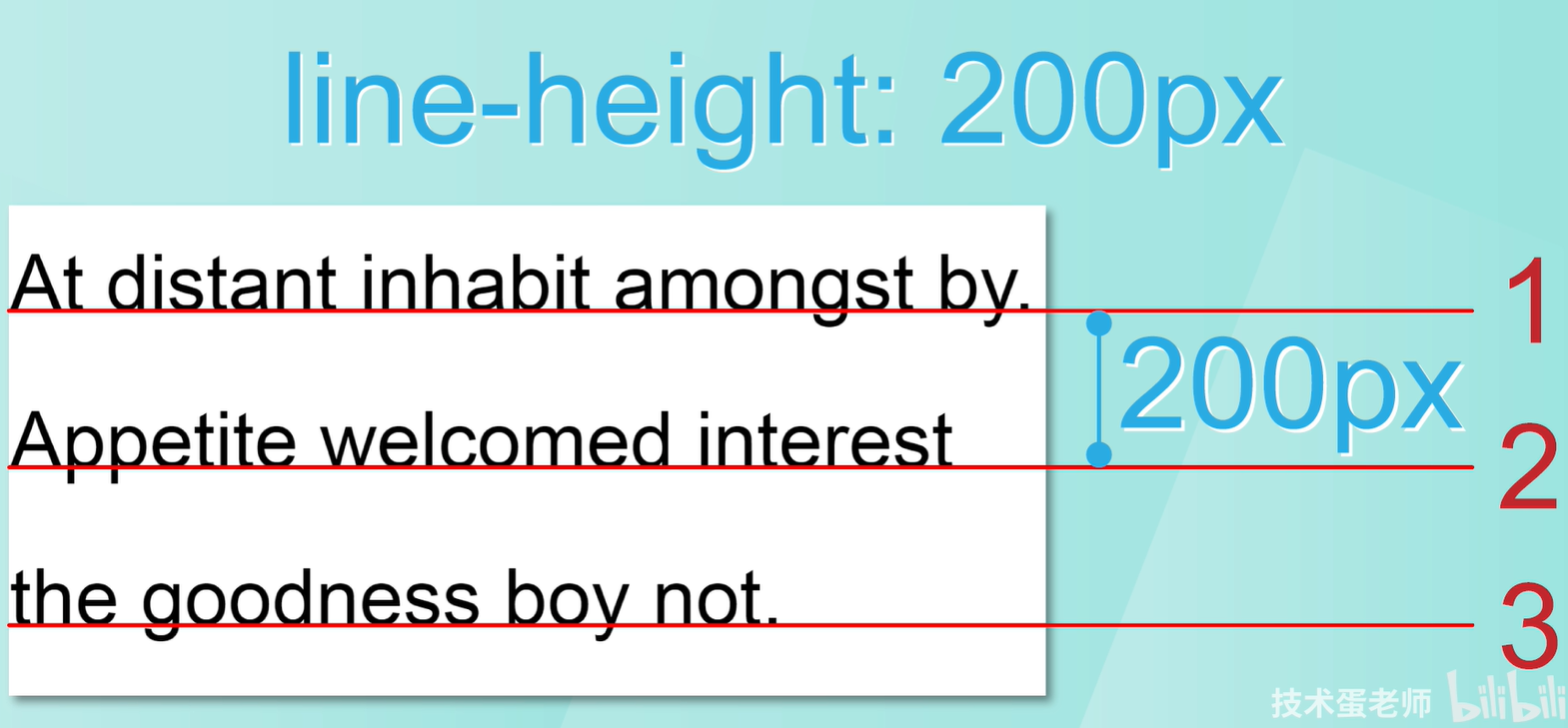 line-height: 200px
At distant inhabit amongst by.
1
200px
Appetite welcomed interest
2
the goodness boy not.
3
技术蛋老师 bilibili